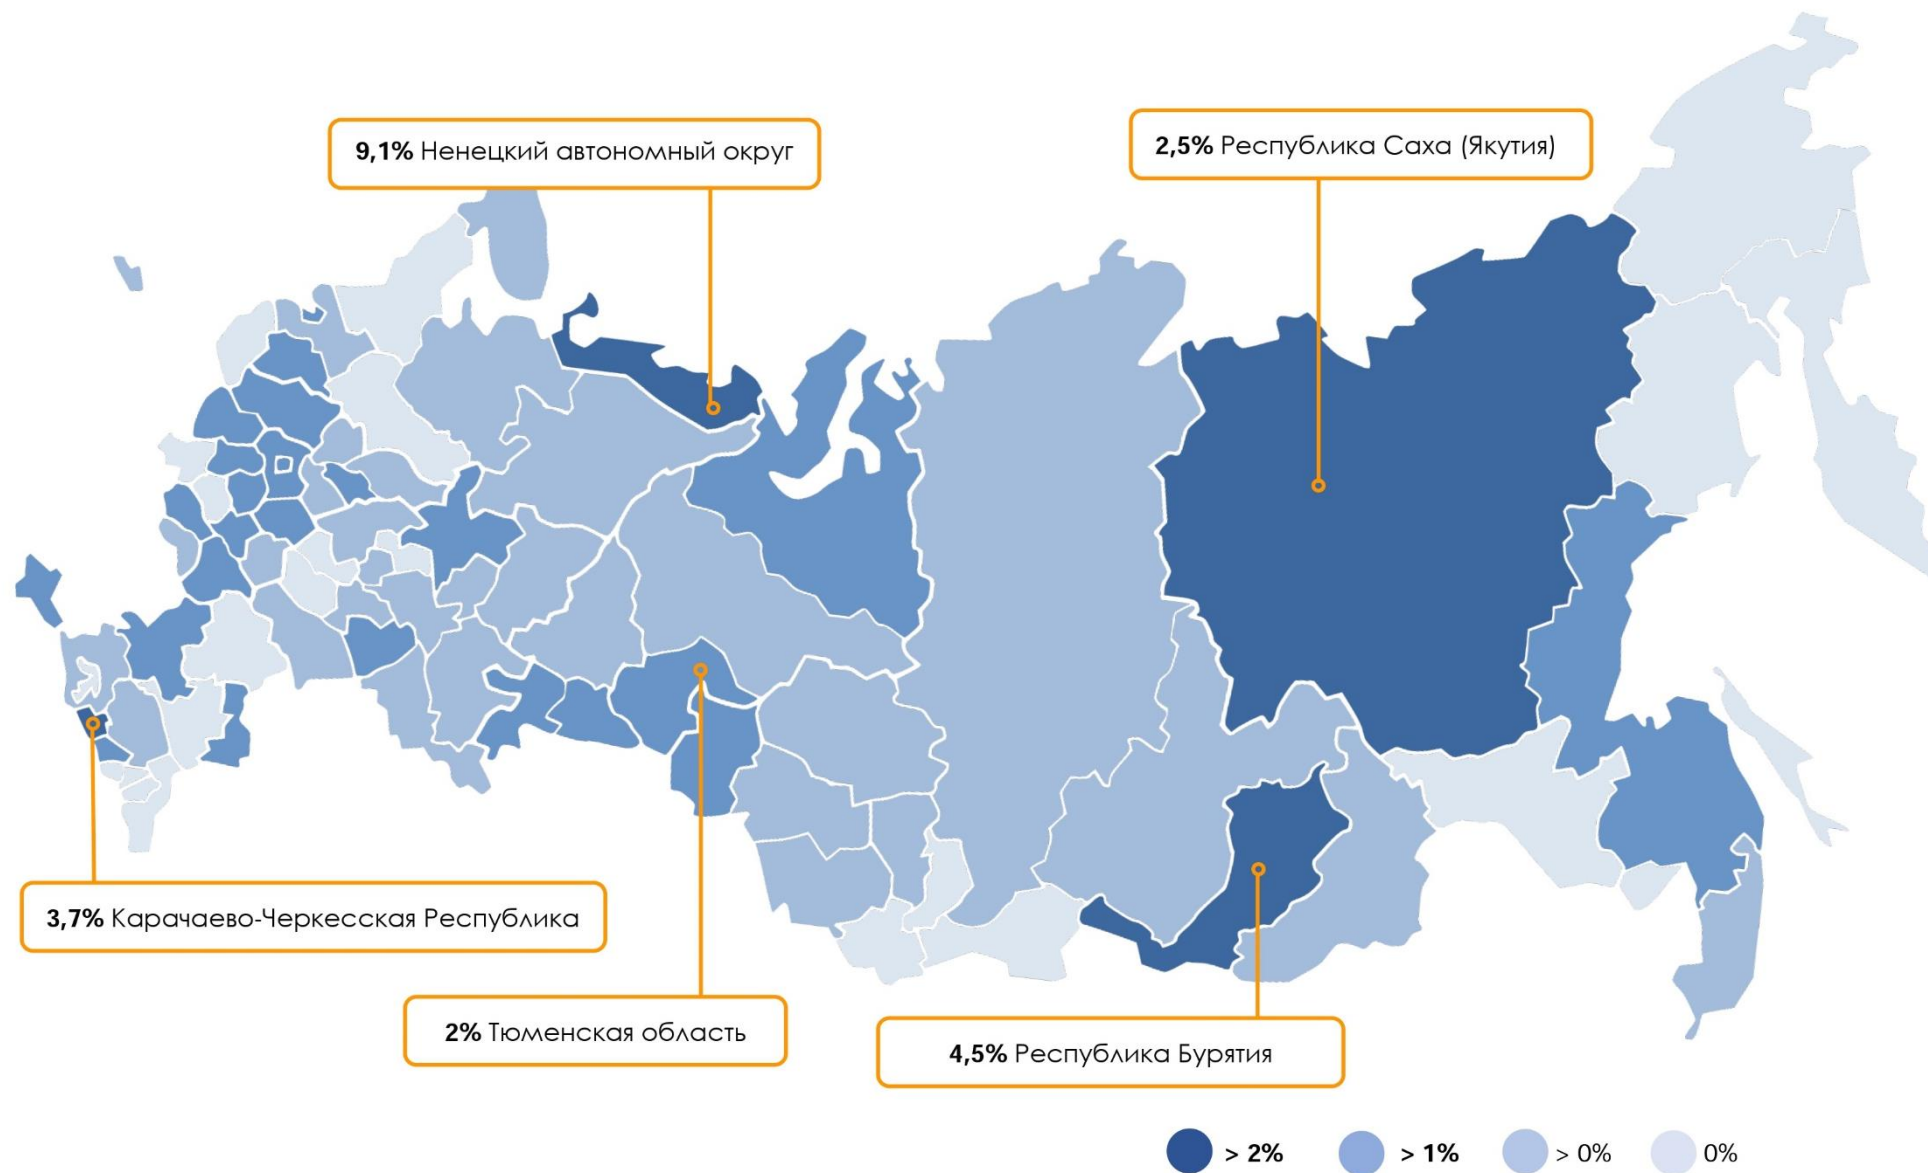 9,1% Ненецкий автономный округ
2,5% Республика Саха (Якутия)
3,7% Карачаево-Черкесская Республика
2% Тюменская область
4,5% Республика Бурятия
> 2%
> 1%
> 0%
0%